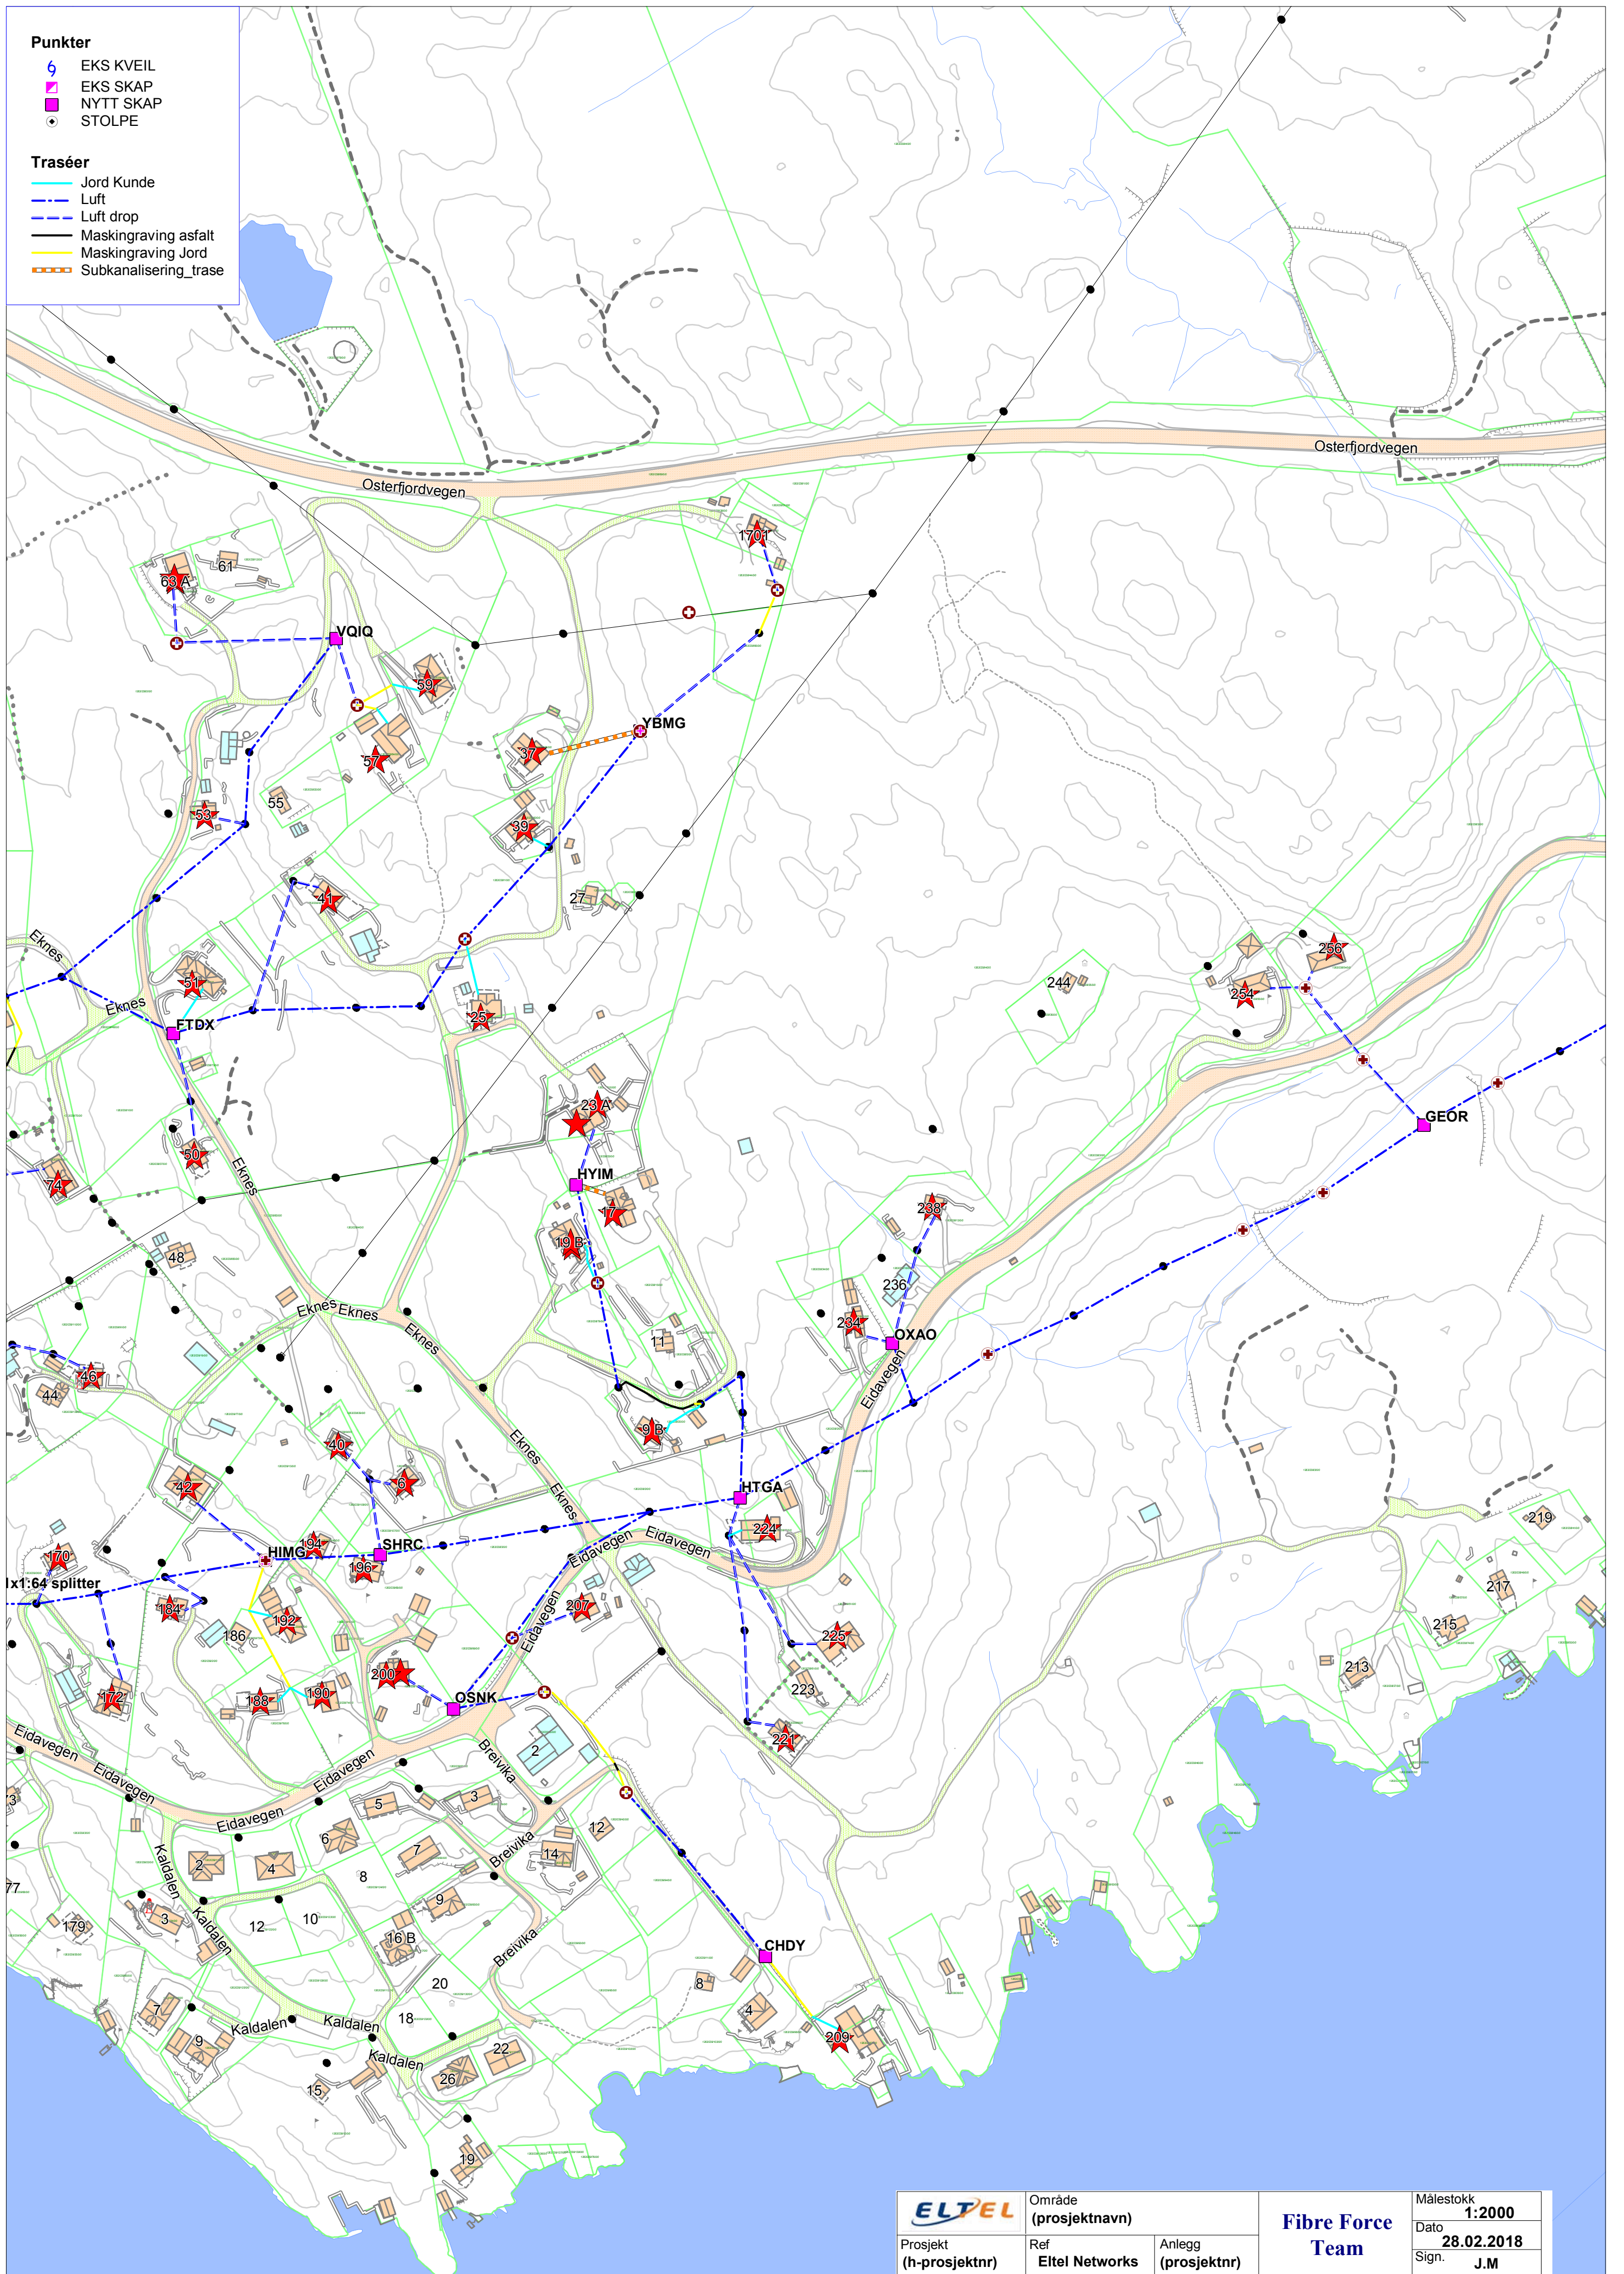 Punkter
EKS KVEIL
EKS SKAP
NYTT SKAP
STOLPE
Traséer
Jord Kunde
Luft
Luft drop
Maskingraving asfalt
Maskingraving Jord
Subkanalisering_trase
Osterfjordvegen
Osterfjordvegen
1701
61
63 A
VQIQ
59
YBMG
37
57
55
53
39
41
27
Eknes
256
51
244
254
Eknes
25
FTDX
23 A
GEOR
50
Eknes
74
HYIM
17
238
19 B
48
236
Eknes
Eknes
Eknes
234
11
OXAO
Eidavegen
46
44
9 B
40
Eknes
6
42
Eknes
HTGA
219
224
194
SHRC
Eidavegen
HIMG
Eidavegen
170
196
1x1:64 splitter
217
184
207
192
186
Eidavegen
225
215
200
213
223
172
188
190
OSNK
221
Eidavegen
2
Breivika
Eidavegen
Eidavegen
73
5
3
Eidavegen
6
12
7
Breivika
14
2
4
Kaldalen
8
77
9
3
12
10
179
Kaldalen
16 B
Breivika
CHDY
20
8
7
18
4
Kaldalen
Kaldalen
209
9
22
Kaldalen
26
15
19
ELTEL
Område
(prosjektnavn)
Fibre Force
Team
Målestokk
1:2000
Dato
28.02.2018
Prosjekt
(h-prosjektnr)
Ref
Eltel Networks
Anlegg
(prosjektnr)
Sign.
J.M